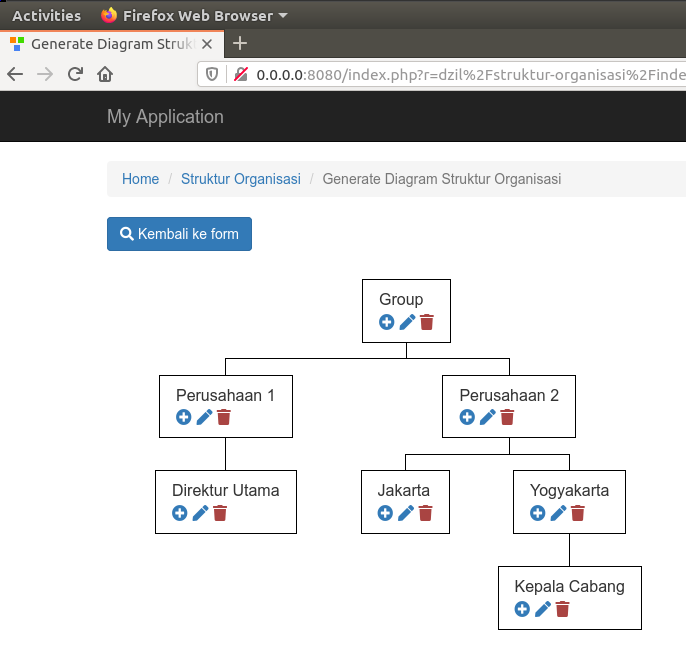 Activities Firefox Web Browser
Generate Diagram Struk
0.0.0.0:8080/index.php?r=dzil%2Fstruktur-organisasi%2Finde
My Application
Home / Struktur Organisasi / Generate Diagram Struktur Organisasi
Kembali ke form
Group
Perusahaan 1
Perusahaan 2
Direktur Utama
Jakarta
Yogyakarta
Kepala Cabang